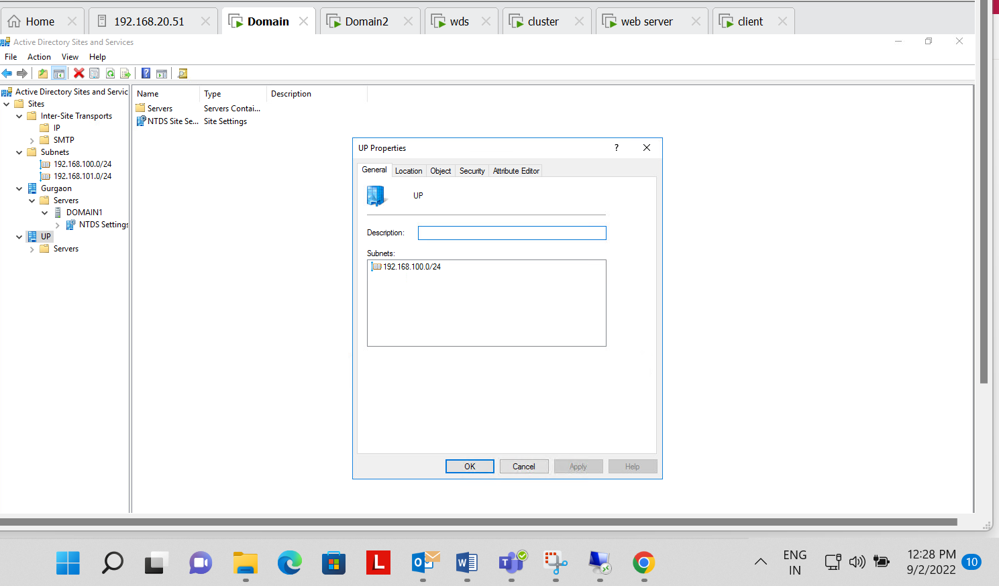 Home
192.168.20.51
Domain
Domain2
wds
cluster
web server
client
Active Directory Sites and Services
File Action View Help
Active Directory Sites and Servic
Sites
Inter-Site Transports
IP
SMTP
Subnets
192.168.100.0/24
192.168.101.0/24
Gurgaon
Servers
DOMAIN1
NTDS Settings
UP
Servers
Name Type Description
Servers Servers Contai...
NTDS Site Se... Site Settings
UP Properties ?
General Location Object Security Attribute Editor
UP
Description:
Subnets:
192.168.100.0/24
OK Cancel Apply Help
ENG
IN
12:28 PM
9/2/2022
10